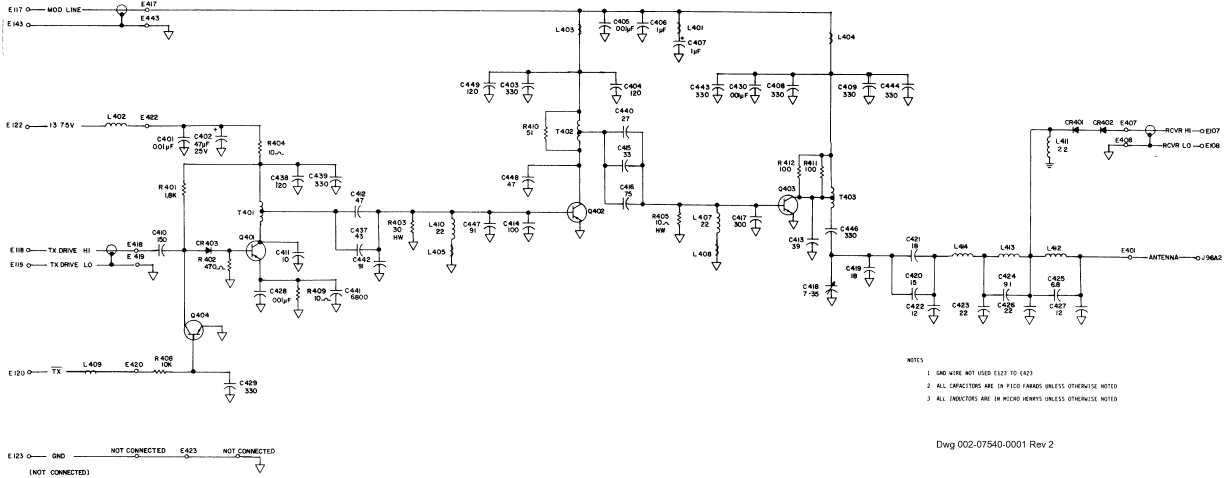 E117 MOD LINE E417
E143 E443
L403
C405
.001µF
C406
1µF
L401
+
C407
1µF
L404
C449
120
C403
330
C404
120
C443
330
C430
.001µF
C408
330
C409
330
C444
330
E122 13 75V L402 E422
C401
.001µF
+
C402
47µF
25V
R404
10Ω
R410
51
T402
C440
27
C415
33
C416
75
C448
47
Q402
R401
1.8K
C438
120
C439
330
T401
C412
47
C437
43
C442
91
R403
30
HW
L410
22
L405
C447
91
C414
100
R405
10Ω
HW
L407
22
L408
C417
300
Q403
R412
100
R411
100
T403
C413
39
C446
330
CR401 CR402 E407 RCVR HI E107
E408 RCVR LO E108
L411
2.2
E118 TX DRIVE HI E418
E119 TX DRIVE LO E419
C410
150
CR403
R402
470Ω
Q401
C411
10
C428
.001µF
R409
10Ω
C441
6800
C418
7-35
C419
18
C421
18
C420
15
C422
12
L414
C423
22
L413
C424
9.1
C426
22
L412
C425
6.8
C427
12
E401 ANTENNA J96A2
Q404
E120 TX L409 E420 R408
10K
C429
330
E123 GND NOT CONNECTED E423 NOT CONNECTED
(NOT CONNECTED)
NOTES
1 GND WIRE NOT USED E123 TO E423
2 ALL CAPACITORS ARE IN PICO FARADS UNLESS OTHERWISE NOTED
3 ALL INDUCTORS ARE IN MICRO HENRYS UNLESS OTHERWISE NOTED
Dwg 002-07540-0001 Rev 2